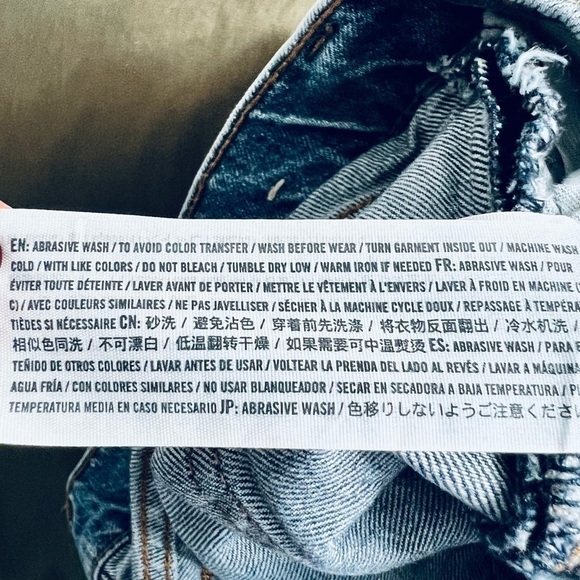 EN: ABRASIVE WASH / TO AVOID COLOR TRANSFER / WASH BEFORE WEAR / TURN GARMENT INSIDE OUT / MACHINE WASH
COLD / WITH LIKE COLORS / DO NOT BLEACH / TUMBLE DRY LOW / WARM IRON IF NEEDED FR: ABRASIVE WASH / POUR
ÉVITER TOUTE DÉTEINTE / LAVER AVANT DE PORTER / METTRE LE VÊTEMENT À L'ENVERS / LAVER À FROID EN MACHINE
C) / AVEC COULEURS SIMILAIRES / NE PAS JAVELLISER / SÉCHER À LA MACHINE CYCLE DOUX / REPASSAGE À TEMPÉRA
TIÈDES SI NÉCESSAIRE CN: 砂洗 / 避免沾色 / 穿着前先洗涤 / 将衣物反面翻出 / 冷水机洗 /
相似色同洗 / 不可漂白 / 低温翻转干燥 / 如果需要可中温熨烫 ES: ABRASIVE WASH / PARA E
TEÑIDO DE OTROS COLORES / LAVAR ANTES DE USAR / VOLTEAR LA PRENDA DEL LADO AL REVÉS / LAVAR A MÁQUINA
AGUA FRÍA / CON COLORES SIMILARES / NO USAR BLANQUEADOR / SECAR EN SECADORA A BAJA TEMPERATURA / PL
TEMPERATURA MEDIA EN CASO NECESARIO JP: ABRASIVE WASH / 色移りしないようご注意くださ